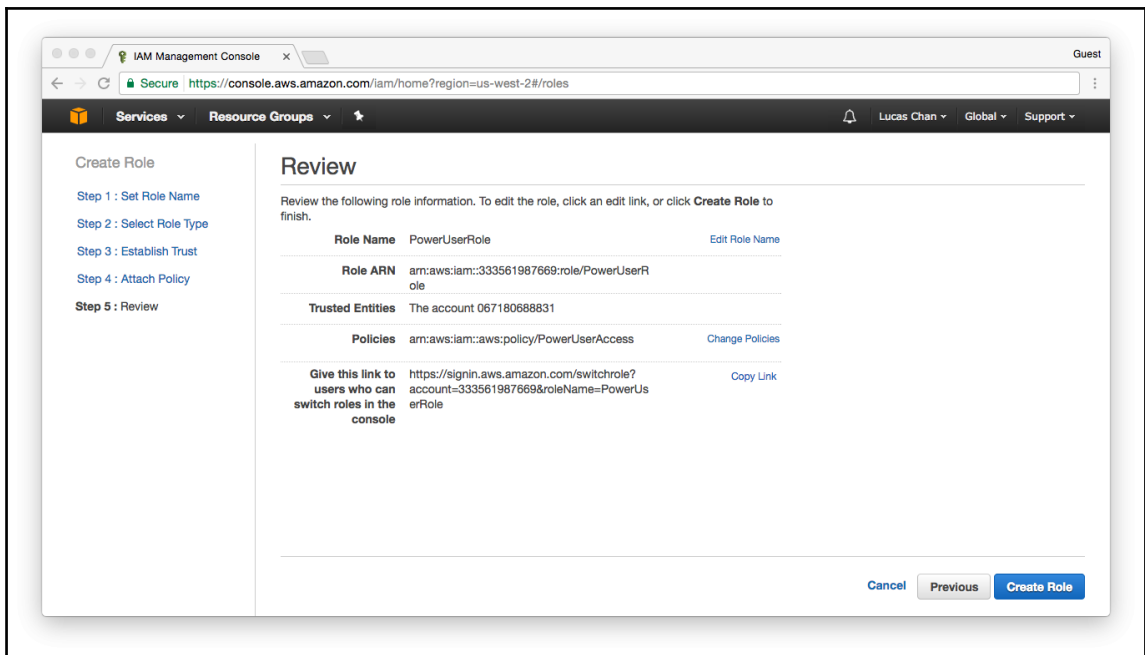 IAM Management Console
Guest
Secure https://console.aws.amazon.com/iam/home?region=us-west-2#/roles
Services Resource Groups Lucas Chan Global Support
Create Role
Step 1 : Set Role Name
Step 2 : Select Role Type
Step 3 : Establish Trust
Step 4 : Attach Policy
Step 5 : Review
Review
Review the following role information. To edit the role, click an edit link, or click Create Role to
finish.
Role Name PowerUserRole Edit Role Name
Role ARN arn:aws:iam::333561987669:role/PowerUserR
ole
Trusted Entities The account 067180688831
Policies arn:aws:iam::aws:policy/PowerUserAccess Change Policies
Give this link to https://signin.aws.amazon.com/switchrole? Copy Link
users who can account=333561987669&roleName=PowerUs
switch roles in the erRole
console
Cancel Previous Create Role